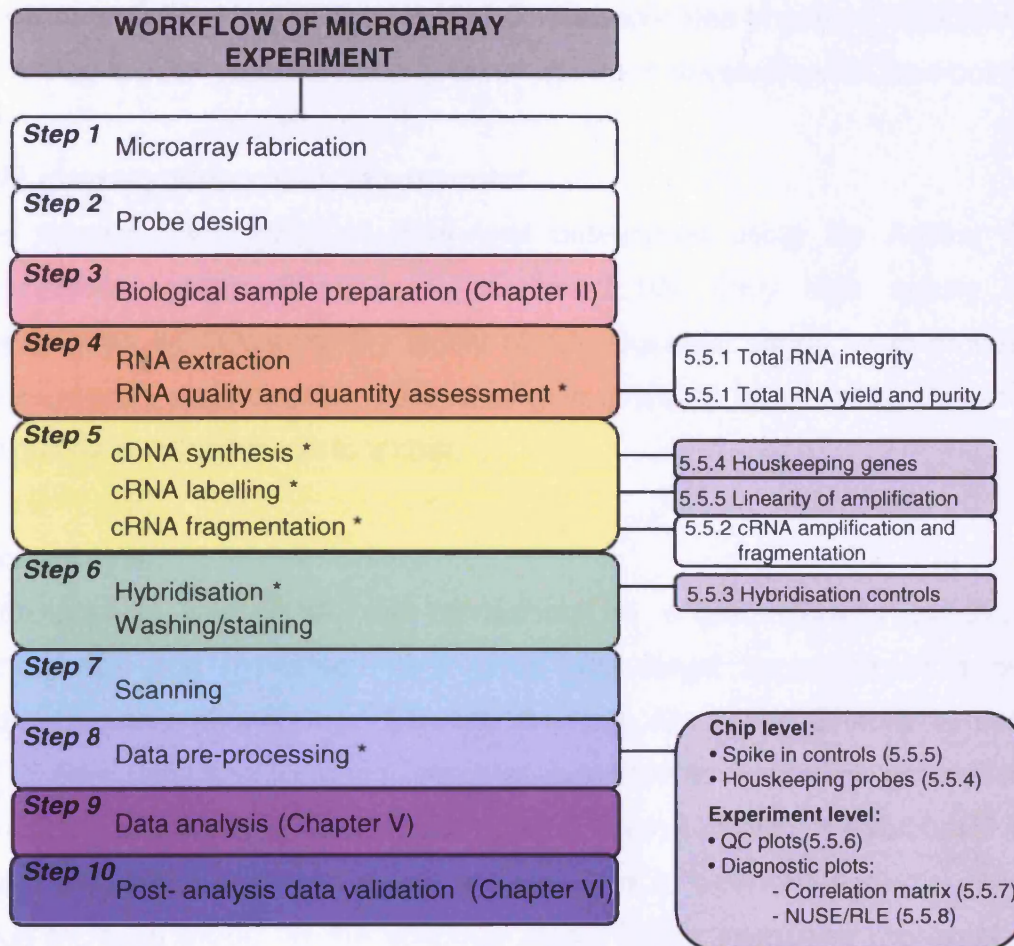 WORKFLOW OF MICROARRAY
EXPERIMENT
Step 1
Microarray fabrication
Step 2
Probe design
Step 3
Biological sample preparation (Chapter II)
Step 4
RNA extraction
RNA quality and quantity assessment *
5.5.1 Total RNA integrity
5.5.1 Total RNA yield and purity
Step 5
cDNA synthesis *
cRNA labelling *
cRNA fragmentation *
5.5.4 Houskeeping genes
5.5.5 Linearity of amplification
5.5.2 cRNA amplification and
fragmentation
Step 6
Hybridisation *
Washing/staining
5.5.3 Hybridisation controls
Step 7
Scanning
Step 8
Data pre-processing *
Chip level:
• Spike in controls (5.5.5)
• Houskeeping probes (5.5.4)
Experiment level:
• QC plots(5.5.6)
• Diagnostic plots:
- Correlation matrix (5.5.7)
- NUSE/RLE (5.5.8)
Step 9
Data analysis (Chapter V)
Step 10
Post- analysis data validation (Chapter VI)